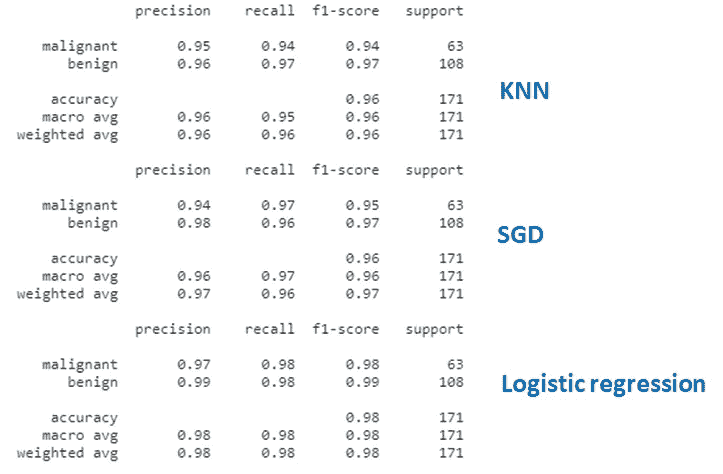 precision recall f1-score support
malignant 0.95 0.94 0.94 63
benign 0.96 0.97 0.97 108
accuracy 0.96 171
macro avg 0.96 0.95 0.96 171
weighted avg 0.96 0.96 0.96 171
KNN
precision recall f1-score support
malignant 0.94 0.97 0.95 63
benign 0.98 0.96 0.97 108
accuracy 0.96 171
macro avg 0.96 0.97 0.96 171
weighted avg 0.97 0.96 0.97 171
SGD
precision recall f1-score support
malignant 0.97 0.98 0.98 63
benign 0.99 0.98 0.99 108
accuracy 0.98 171
macro avg 0.98 0.98 0.98 171
weighted avg 0.98 0.98 0.98 171
Logistic regression